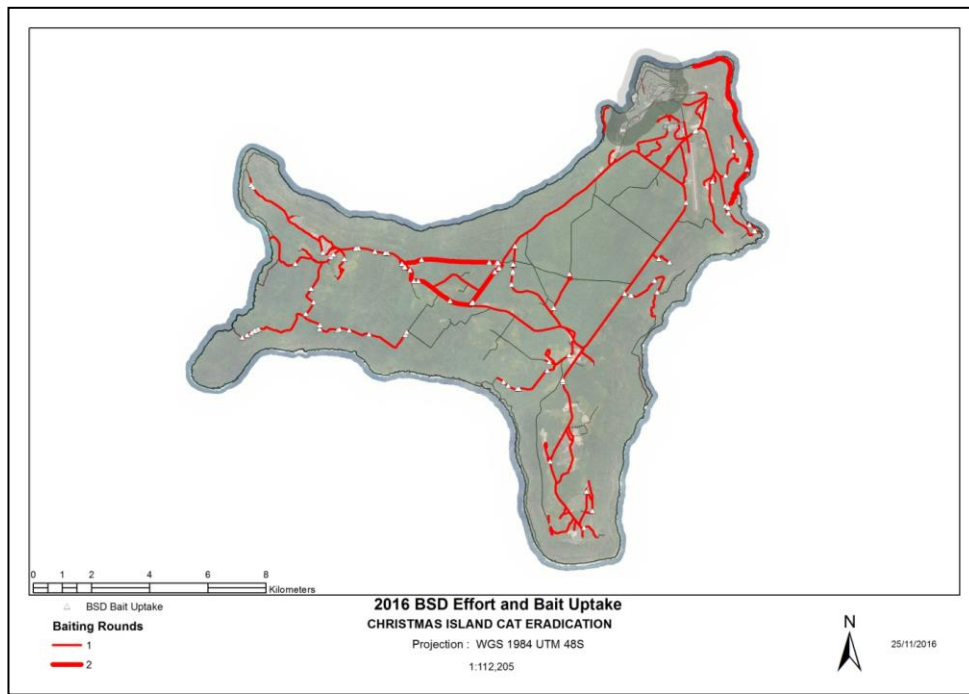 0 1 2 4 6 8
Kilometers
BSD Bait Uptake
Baiting Rounds
1
2
2016 BSD Effort and Bait Uptake
CHRISTMAS ISLAND CAT ERADICATION
Projection : WGS 1984 UTM 48S
1:112,205
N
25/11/2016